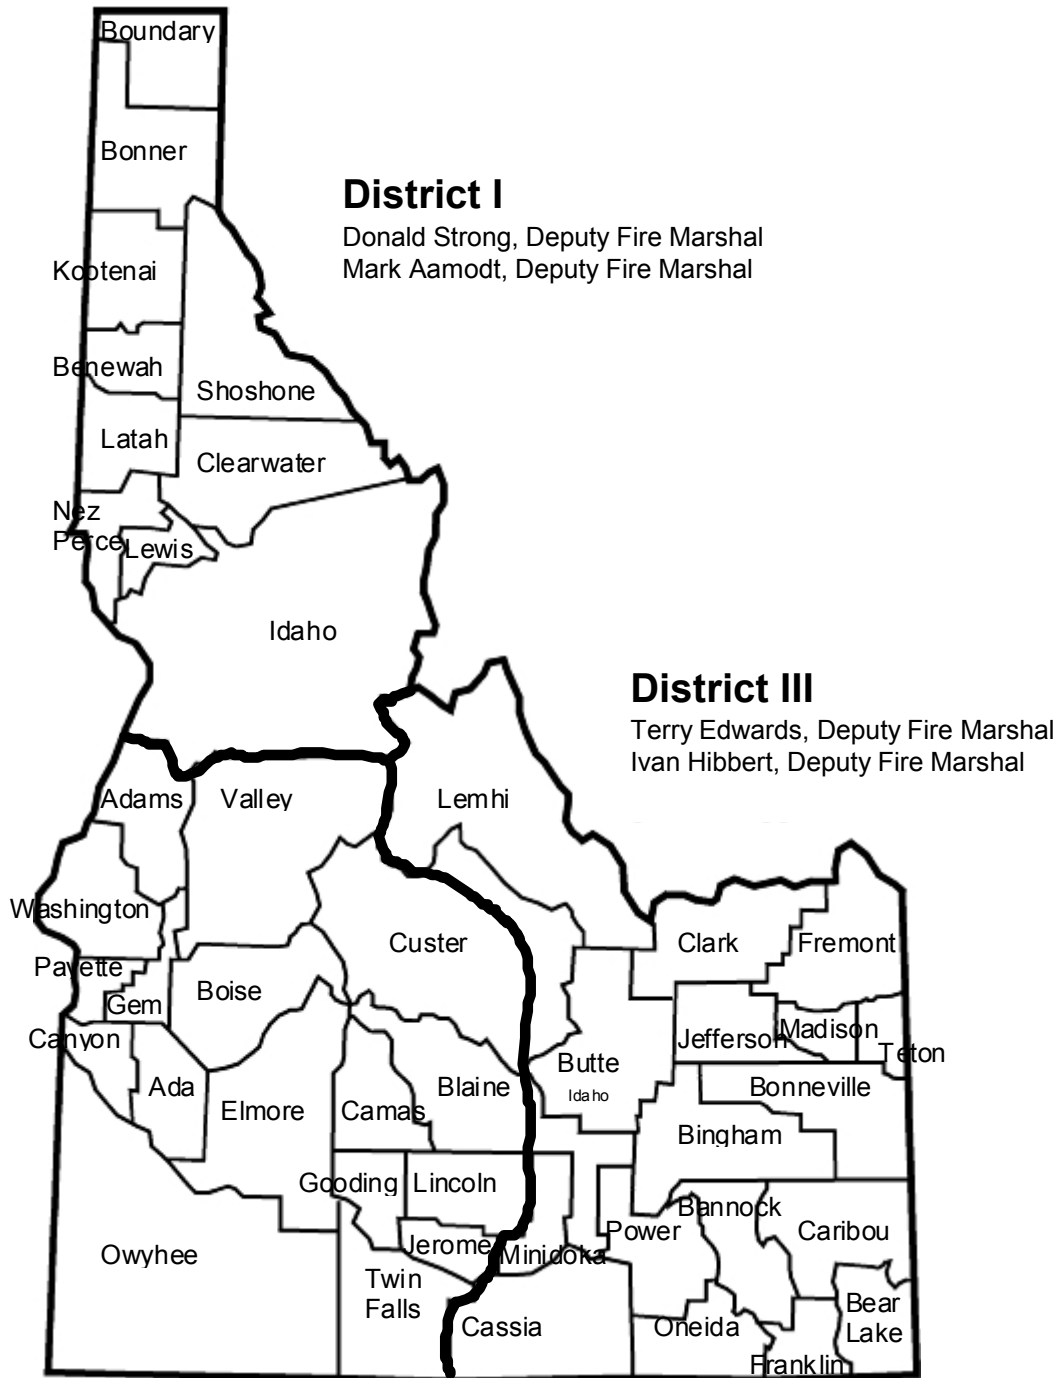 Boundary
Bonner
District I
Donald Strong, Deputy Fire Marshal
Mark Aamodt, Deputy Fire Marshal
Kootenai
Benewah
Shoshone
Latah
Clearwater
Nez
Perce
Lewis
Idaho
District III
Terry Edwards, Deputy Fire Marshal
Ivan Hibbert, Deputy Fire Marshal
Adams
Valley
Lemhi
Washington
Custer
Clark
Fremont
Payette
Gem
Boise
Canyon
Jefferson
Madison
Teton
Ada
Elmore
Camas
Blaine
Butte
Idaho
Bonneville
Bingham
Gooding
Lincoln
Bannock
Power
Caribou
Owyhee
Jerome
Minidoka
Twin
Falls
Cassia
Oneida
Bear
Lake
Franklin